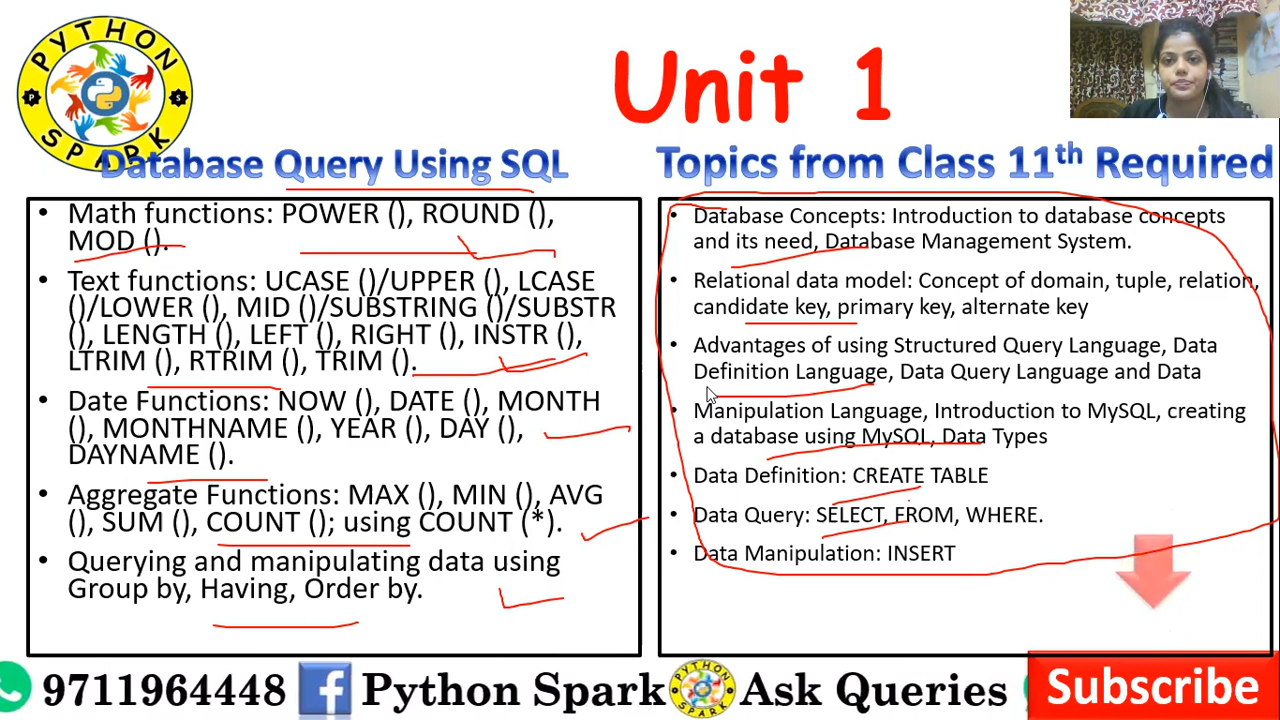 PYTHON
P S
SPARK
Unit 1
Database Query Using SQL
• Math functions: POWER (), ROUND (),
MOD ().
• Text functions: UCASE ()/UPPER (), LCASE
()/LOWER (), MID ()/SUBSTRING ()/SUBSTR
(), LENGTH (), LEFT (), RIGHT (), INSTR (),
LTRIM (), RTRIM (), TRIM ().
• Date Functions: NOW (), DATE (), MONTH
(), MONTHNAME (), YEAR (), DAY (),
DAYNAME ().
• Aggregate Functions: MAX (), MIN (), AVG
(), SUM (), COUNT (); using COUNT (*).
• Querying and manipulating data using
Group by, Having, Order by.
Topics from Class 11th Required
• Database Concepts: Introduction to database concepts
and its need, Database Management System.
• Relational data model: Concept of domain, tuple, relation,
candidate key, primary key, alternate key
• Advantages of using Structured Query Language, Data
Definition Language, Data Query Language and Data
• Manipulation Language, Introduction to MySQL, creating
a database using MySQL, Data Types
• Data Definition: CREATE TABLE
• Data Query: SELECT, FROM, WHERE.
• Data Manipulation: INSERT
9711964448 f Python Spark Ask Queries Subscribe